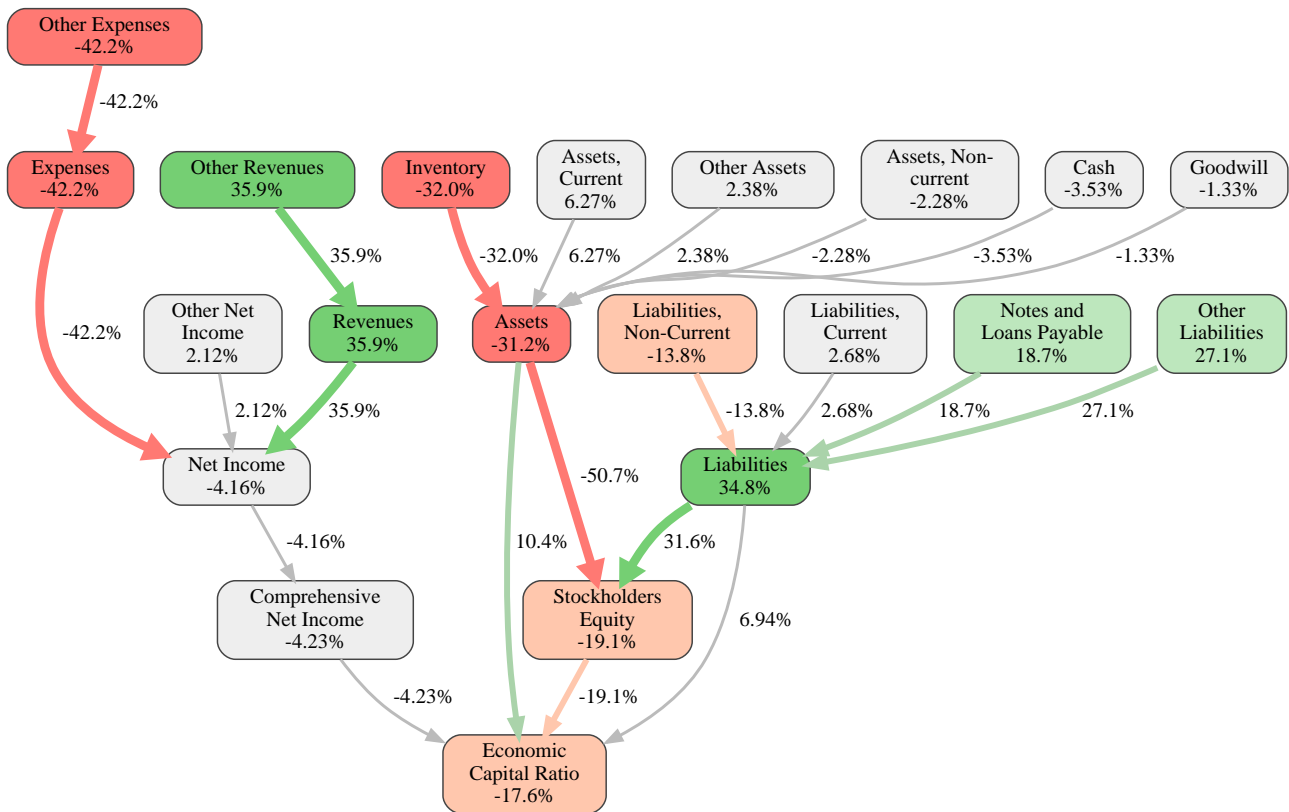 Other Expenses
-42.2%
-42.2%
Expenses
-42.2%
Other Revenues
35.9%
Inventory
-32.0%
Assets,
Current
6.27%
Other Assets
2.38%
Assets, Non-
current
-2.28%
Cash
-3.53%
Goodwill
-1.33%
35.9%
-32.0%
6.27%
2.38%
-2.28%
-3.53%
-1.33%
-42.2%
Other Net
Income
2.12%
Revenues
35.9%
Assets
-31.2%
Liabilities,
Non-Current
-13.8%
Liabilities,
Current
2.68%
Notes and
Loans Payable
18.7%
Other
Liabilities
27.1%
2.12%
35.9%
-13.8%
2.68%
18.7%
27.1%
Net Income
-4.16%
-50.7%
Liabilities
34.8%
-4.16%
10.4%
31.6%
Comprehensive
Net Income
-4.23%
Stockholders
Equity
-19.1%
6.94%
-4.23%
-19.1%
Economic
Capital Ratio
-17.6%